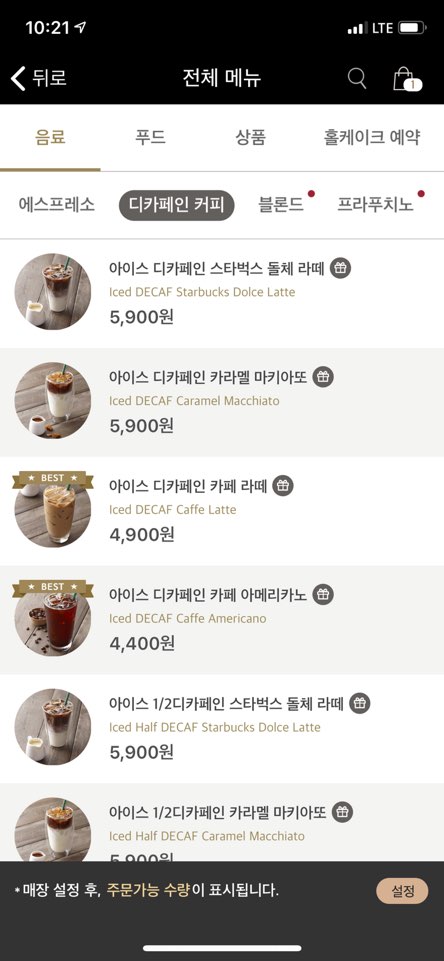 10:21 LTE
뒤로 전체 메뉴 1
음료 푸드 상품 홀케이크 예약
에스프레소 디카페인 커피 블론드 프라푸치노
아이스 디카페인 스타벅스 돌체 라떼
Iced DECAF Starbucks Dolce Latte
5,900원
아이스 디카페인 카라멜 마키아또
Iced DECAF Caramel Macchiato
5,900원
BEST
아이스 디카페인 카페 라떼
Iced DECAF Caffe Latte
4,900원
BEST
아이스 디카페인 카페 아메리카노
Iced DECAF Caffe Americano
4,400원
아이스 1/2디카페인 스타벅스 돌체 라떼
Iced Half DECAF Starbucks Dolce Latte
5,900원
아이스 1/2디카페인 카라멜 마키아또
Iced Half DECAF Caramel Macchiato
5,900원
*매장 설정 후, 주문가능 수량이 표시됩니다. 설정